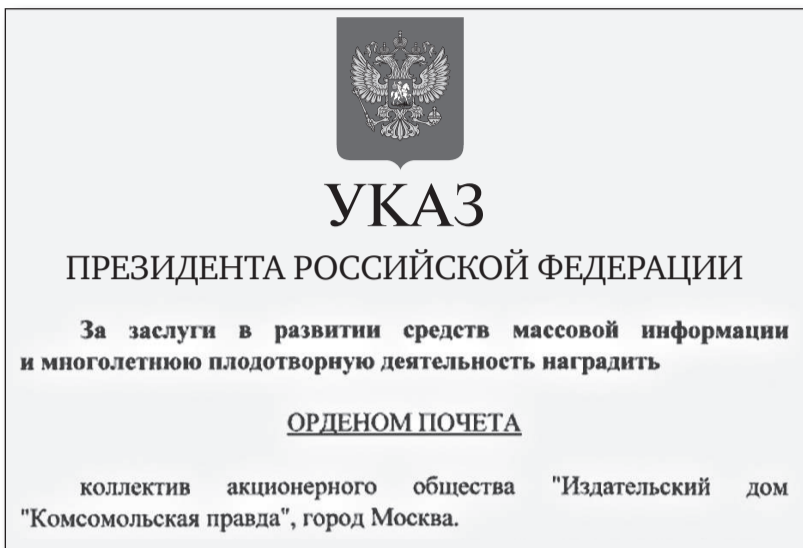 УКАЗ
ПРЕЗИДЕНТА РОССИЙСКОЙ ФЕДЕРАЦИИ
За заслуги в развитии средств массовой информации
и многолетнюю плодотворную деятельность наградить
ОРДЕНОМ ПОЧЕТА
коллектив акционерного общества "Издательский дом
"Комсомольская правда", город Москва.